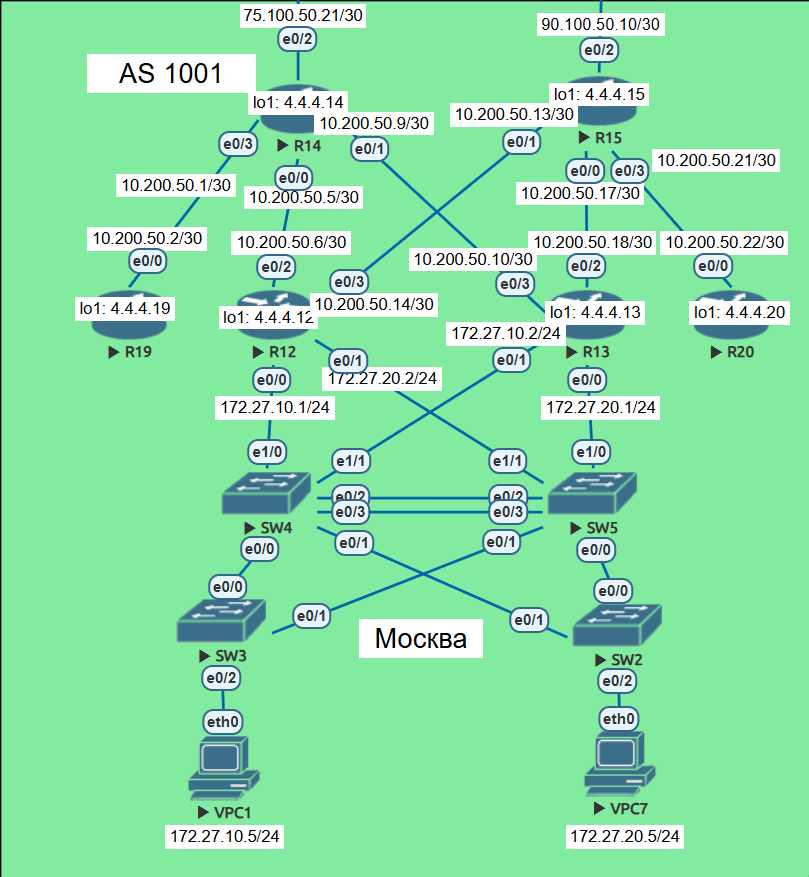 75.100.50.21/30
90.100.50.10/30
e0/2
e0/2
AS 1001
lo1: 4.4.4.14
lo1: 4.4.4.15
10.200.50.9/30
10.200.50.13/30
R14
R15
e0/3
e0/1
e0/1
10.200.50.21/30
e0/0
e0/0
e0/3
10.200.50.1/30
10.200.50.5/30
10.200.50.17/30
10.200.50.2/30
10.200.50.6/30
10.200.50.18/30
10.200.50.22/30
e0/0
e0/2
e0/3
10.200.50.10/30
e0/3
e0/2
e0/0
lo1: 4.4.4.19
lo1: 4.4.4.12
10.200.50.14/30
lo1: 4.4.4.13
lo1: 4.4.4.20
172.27.10.2/24
R19
R12
R13
R20
e0/1
e0/1
e0/0
172.27.20.2/24
e0/0
172.27.10.1/24
172.27.20.1/24
e1/0
e1/1
e1/1
e1/0
e0/2
e0/2
e0/3
e0/3
SW4
SW5
e0/0
e0/1
e0/1
e0/0
e0/0
e0/1
e0/1
e0/0
Москва
SW3
SW2
e0/2
e0/2
eth0
eth0
VPC1
VPC7
172.27.10.5/24
172.27.20.5/24